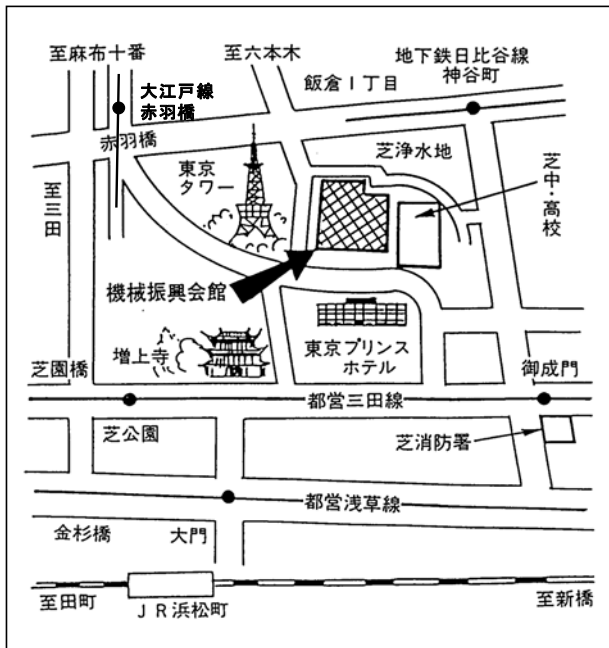 至麻布十番
至六本木
地下鉄日比谷線
神谷町
大江戸線
赤羽橋
飯倉1丁目
赤羽橋
東京
タワー
芝浄水地
芝中・高校
至三田
機械振興会館
増上寺
東京プリンス
ホテル
芝園橋
御成門
都営三田線
芝公園
芝消防署
都営浅草線
金杉橋
大門
至田町
JR浜松町
至新橋